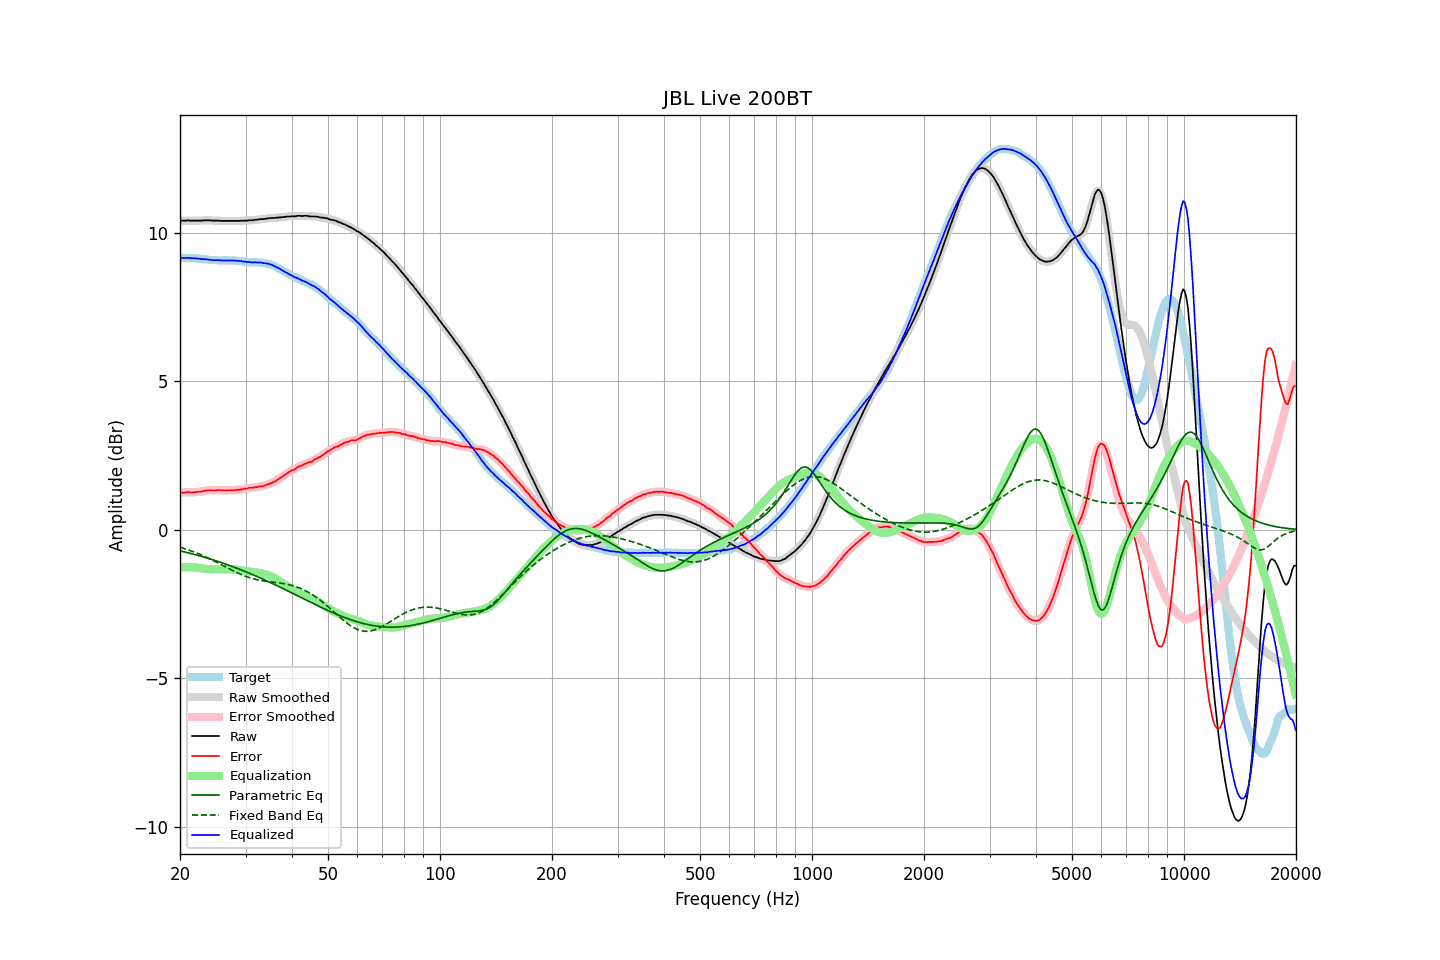 JBL Live 200BT
Amplitude (dBr)
10
5
0
−5
−10
Target
Raw Smoothed
Error Smoothed
Raw
Error
Equalization
Parametric Eq
Fixed Band Eq
Equalized
20 50 100 200 500 1000 2000 5000 10000 20000
Frequency (Hz)